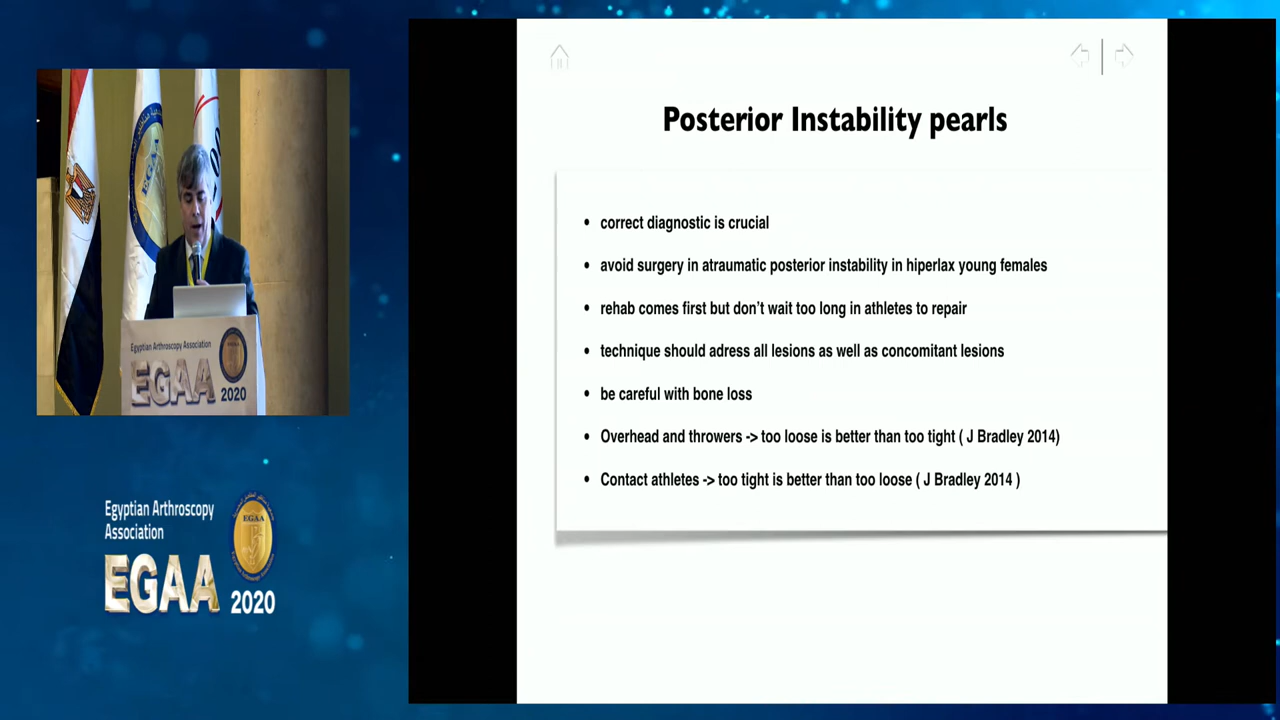 Posterior Instability pearls
• correct diagnostic is crucial
• avoid surgery in atraumatic posterior instability in hiperlax young females
• rehab comes first but don't wait too long in athletes to repair
• technique should adress all lesions as well as concomitant lesions
• be careful with bone loss
• Overhead and throwers -> too loose is better than too tight ( J Bradley 2014)
• Contact athletes -> too tight is better than too loose ( J Bradley 2014 )
EGAA
Egyptian Arthroscopy Association
EGAA
2020
Egyptian Arthroscopy
Association
EGAA
EGAA
2020